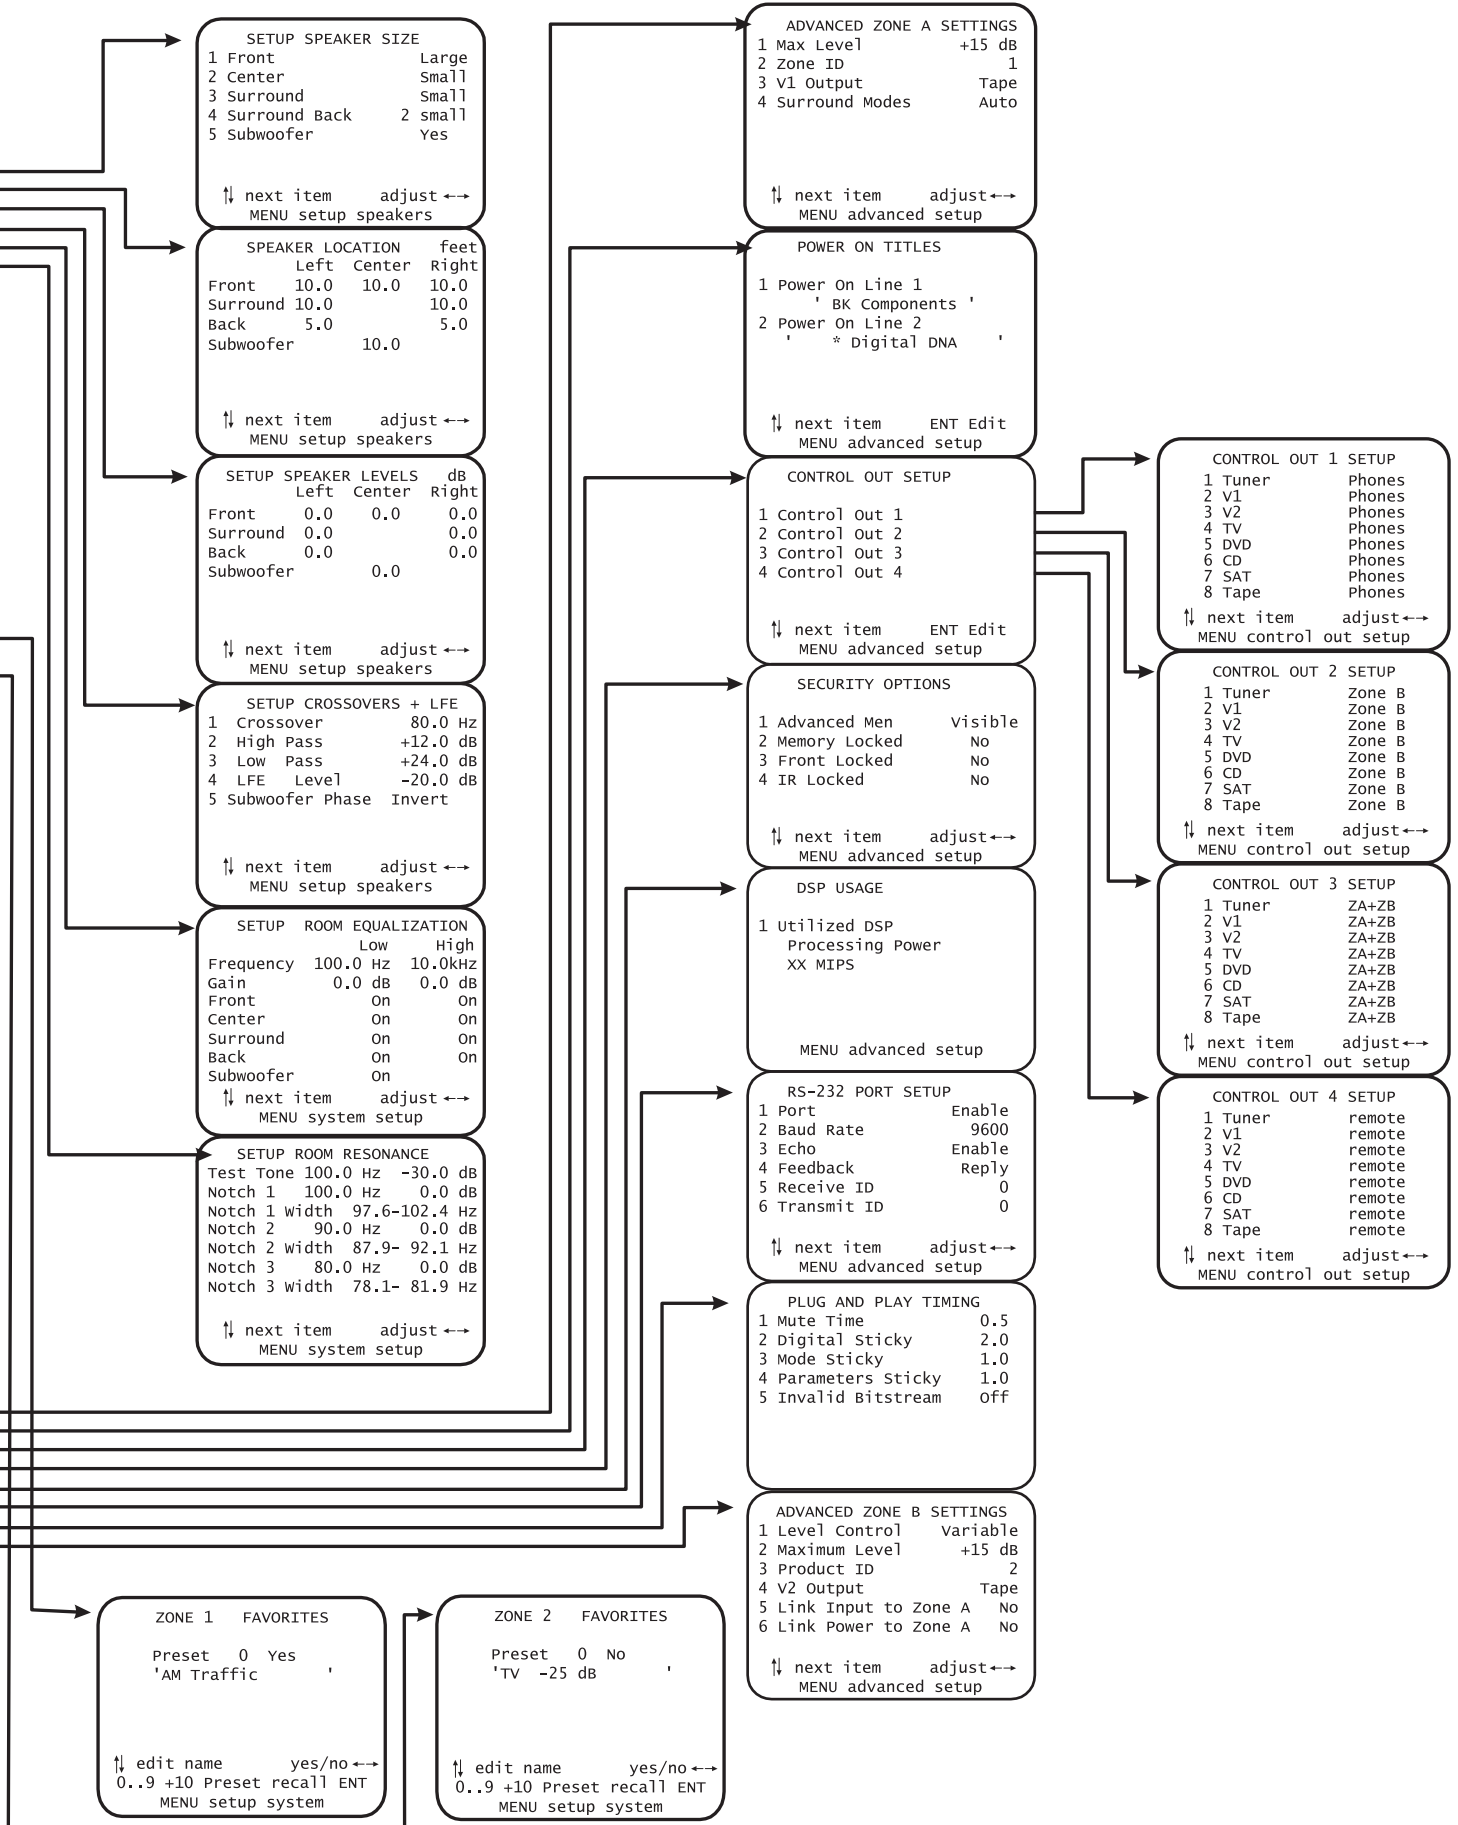 SETUP SPEAKER SIZE
1 Front Large
2 Center Small
3 Surround Small
4 Surround Back 2 small
5 Subwoofer Yes
↑↓ next item adjust ←→
MENU setup speakers
SPEAKER LOCATION feet
Left Center Right
Front 10.0 10.0 10.0
Surround 10.0 10.0
Back 5.0 5.0
Subwoofer 10.0
↑↓ next item adjust ←→
MENU setup speakers
SETUP SPEAKER LEVELS dB
Left Center Right
Front 0.0 0.0 0.0
Surround 0.0 0.0
Back 0.0 0.0
Subwoofer 0.0
↑↓ next item adjust ←→
MENU setup speakers
SETUP CROSSOVERS + LFE
1 Crossover 80.0 Hz
2 High Pass +12.0 dB
3 Low Pass +24.0 dB
4 LFE Level -20.0 dB
5 Subwoofer Phase Invert
↑↓ next item adjust ←→
MENU setup speakers
SETUP ROOM EQUALIZATION
Low High
Frequency 100.0 Hz 10.0kHz
Gain 0.0 dB 0.0 dB
Front On On
Center On On
Surround On On
Back On On
Subwoofer On
↑↓ next item adjust ←→
MENU system setup
SETUP ROOM RESONANCE
Test Tone 100.0 Hz -30.0 dB
Notch 1 100.0 Hz 0.0 dB
Notch 1 Width 97.6-102.4 Hz
Notch 2 90.0 Hz 0.0 dB
Notch 2 Width 87.9- 92.1 Hz
Notch 3 80.0 Hz 0.0 dB
Notch 3 Width 78.1- 81.9 Hz
↑↓ next item adjust ←→
MENU system setup
ZONE 1 FAVORITES
Preset 0 Yes
'AM Traffic '
↑↓ edit name yes/no ←→
0..9 +10 Preset recall ENT
MENU setup system
ZONE 2 FAVORITES
Preset 0 No
'TV -25 dB '
↑↓ edit name yes/no ←→
0..9 +10 Preset recall ENT
MENU setup system
ADVANCED ZONE A SETTINGS
1 Max Level +15 dB
2 Zone ID 1
3 V1 Output Tape
4 Surround Modes Auto
↑↓ next item adjust ←→
MENU advanced setup
POWER ON TITLES
1 Power On Line 1
' BK Components '
2 Power On Line 2
' * Digital DNA '
↑↓ next item ENT Edit
MENU advanced setup
CONTROL OUT SETUP
1 Control Out 1
2 Control Out 2
3 Control Out 3
4 Control Out 4
↑↓ next item ENT Edit
MENU advanced setup
SECURITY OPTIONS
1 Advanced Men Visible
2 Memory Locked No
3 Front Locked No
4 IR Locked No
↑↓ next item adjust ←→
MENU advanced setup
DSP USAGE
1 Utilized DSP
Processing Power
XX MIPS
MENU advanced setup
RS-232 PORT SETUP
1 Port Enable
2 Baud Rate 9600
3 Echo Enable
4 Feedback Reply
5 Receive ID 0
6 Transmit ID 0
↑↓ next item adjust ←→
MENU advanced setup
PLUG AND PLAY TIMING
1 Mute Time 0.5
2 Digital Sticky 2.0
3 Mode Sticky 1.0
4 Parameters Sticky 1.0
5 Invalid Bitstream Off
ADVANCED ZONE B SETTINGS
1 Level Control Variable
2 Maximum Level +15 dB
3 Product ID 2
4 V2 Output Tape
5 Link Input to Zone A No
6 Link Power to Zone A No
↑↓ next item adjust ←→
MENU advanced setup
CONTROL OUT 1 SETUP
1 Tuner Phones
2 V1 Phones
3 V2 Phones
4 TV Phones
5 DVD Phones
6 CD Phones
7 SAT Phones
8 Tape Phones
↑↓ next item adjust ←→
MENU control out setup
CONTROL OUT 2 SETUP
1 Tuner Zone B
2 V1 Zone B
3 V2 Zone B
4 TV Zone B
5 DVD Zone B
6 CD Zone B
7 SAT Zone B
8 Tape Zone B
↑↓ next item adjust ←→
MENU control out setup
CONTROL OUT 3 SETUP
1 Tuner ZA+ZB
2 V1 ZA+ZB
3 V2 ZA+ZB
4 TV ZA+ZB
5 DVD ZA+ZB
6 CD ZA+ZB
7 SAT ZA+ZB
8 Tape ZA+ZB
↑↓ next item adjust ←→
MENU control out setup
CONTROL OUT 4 SETUP
1 Tuner remote
2 V1 remote
3 V2 remote
4 TV remote
5 DVD remote
6 CD remote
7 SAT remote
8 Tape remote
↑↓ next item adjust ←→
MENU control out setup